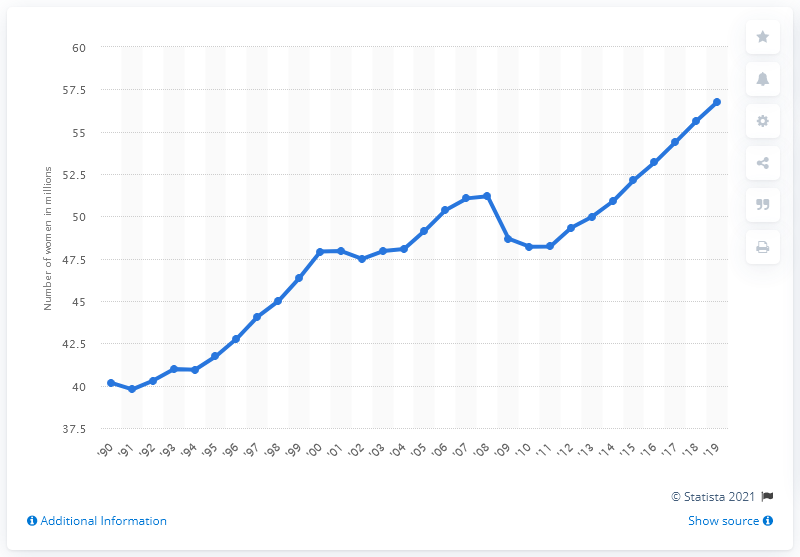 60
57.5
55
52.5
50
47.5
45
42.5
40
37.5
Number of women in millions
'90 '91 '92 '93 '94 '95 '96 '97 '98 '99 '00 '01 '02 '03 '04 '05 '06 '07 '08 '09 '10 '11 '12 '13 '14 '15 '16 '17 '18 '19
© Statista 2021
Additional Information
Show source